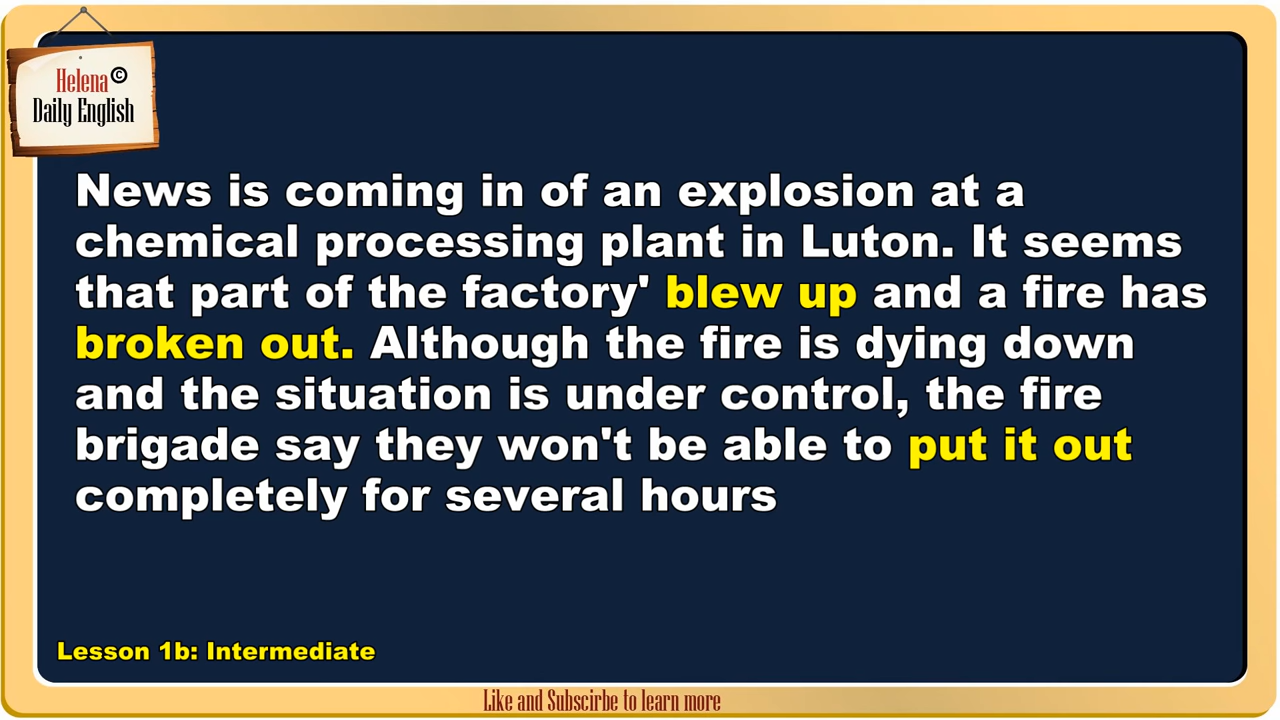 Helena ©
Daily English
News is coming in of an explosion at a
chemical processing plant in Luton. It seems
that part of the factory' blew up and a fire has
broken out. Although the fire is dying down
and the situation is under control, the fire
brigade say they won't be able to put it out
completely for several hours
Lesson 1b: Intermediate
Like and Subscirbe to learn more